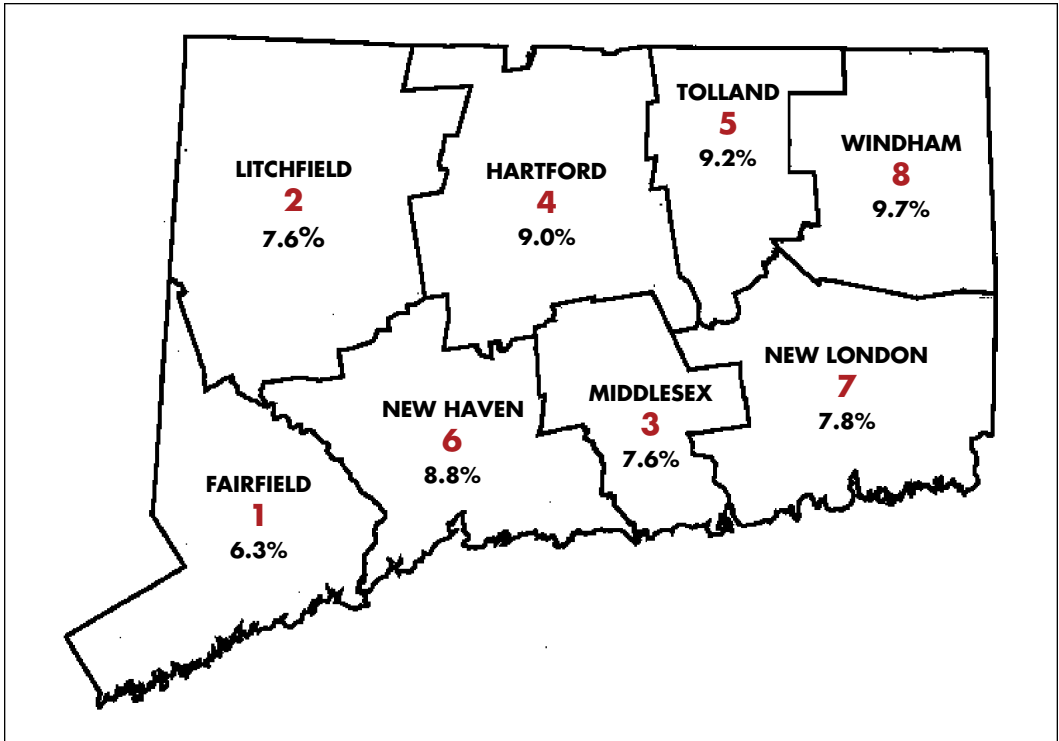 TOLLAND
5
9.2%
WINDHAM
8
9.7%
LITCHFIELD
2
7.6%
HARTFORD
4
9.0%
NEW LONDON
7
7.8%
MIDDLESEX
3
7.6%
NEW HAVEN
6
8.8%
FAIRFIELD
1
6.3%